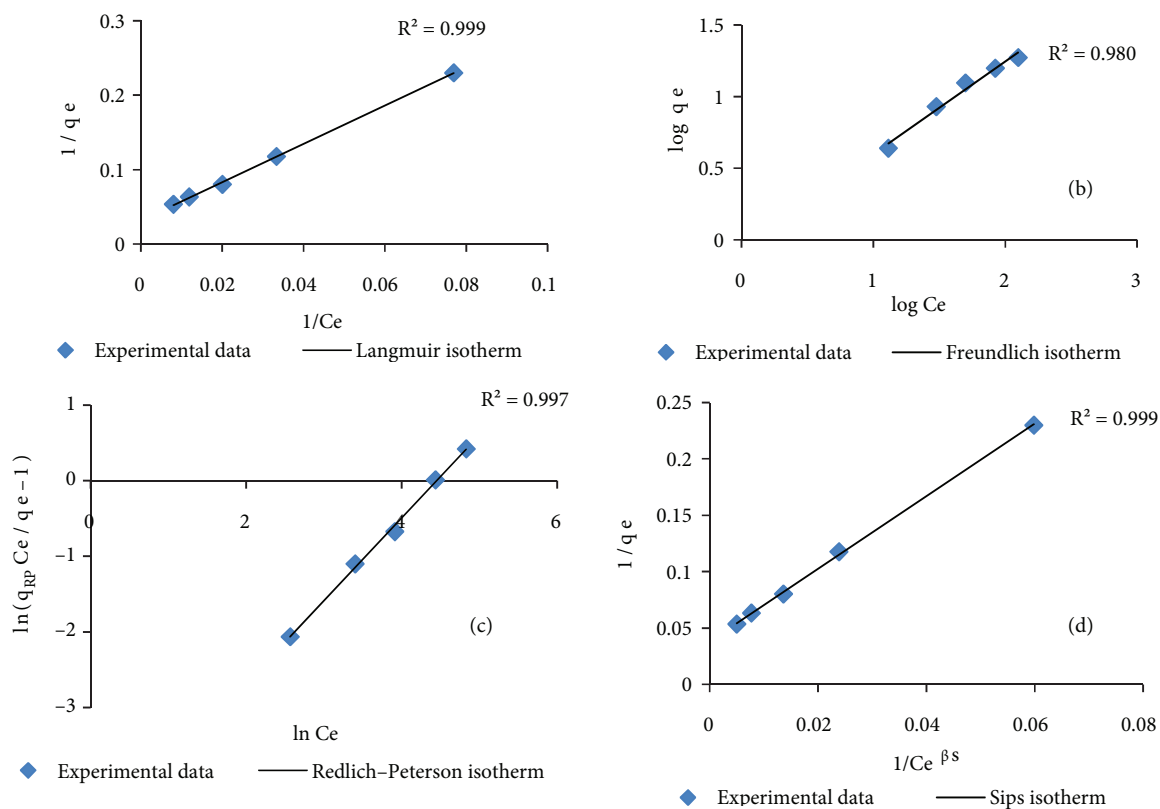 R² = 0.999
0.3
0.2
0.1
0
1 / q e
0 0.02 0.04 0.06 0.08 0.1
1/Ce
Experimental data Langmuir isotherm
R² = 0.980
1.5
1
0.5
0
log q e
(b)
0 1 2 3
log Ce
Experimental data Freundlich isotherm
R² = 0.997
1
0
−1
−2
−3
ln(qRP Ce / q e−1)
0 2 4 6
(c)
ln Ce
Experimental data Redlich–Peterson isotherm
R² = 0.999
0.25
0.2
0.15
0.1
0.05
0
1 / q e
(d)
0 0.02 0.04 0.06 0.08
1/Ce βs
Experimental data Sips isotherm